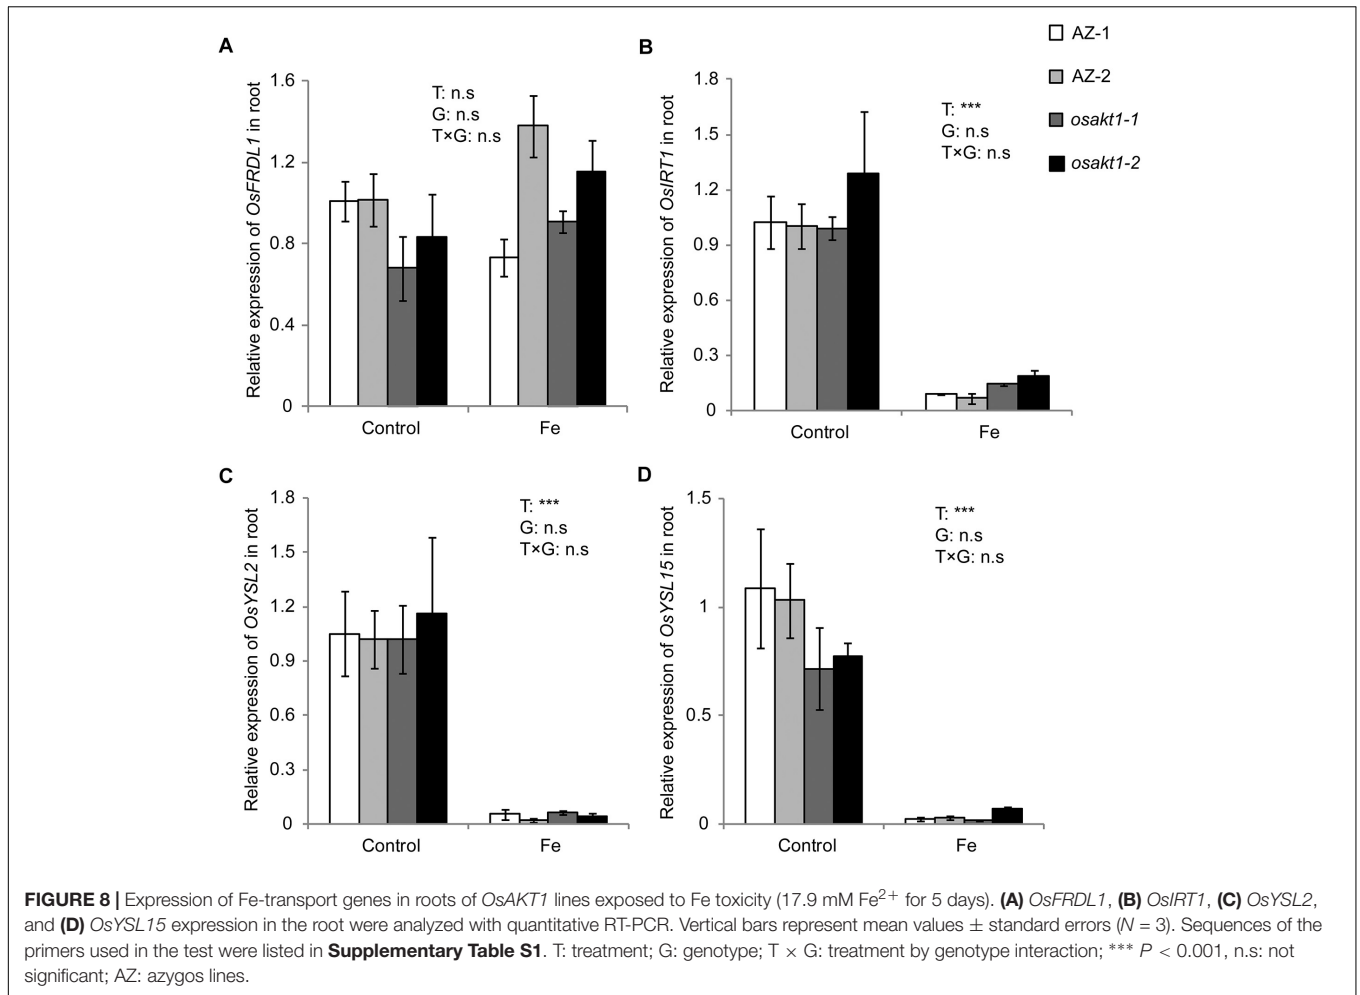 A
Relative expression of OsFRDL1 in root
1.6
1.2
0.8
0.4
0
T: n.s
G: n.s
T×G: n.s
Control
Fe
B
Relative expression of OsIRT1 in root
1.8
1.5
1.2
0.9
0.6
0.3
0
T: ***
G: n.s
T×G: n.s
Control
Fe
AZ-1
AZ-2
osakt1-1
osakt1-2
C
Relative expression of OsYSL2 in root
1.8
1.5
1.2
0.9
0.6
0.3
0
T: ***
G: n.s
T×G: n.s
Control
Fe
D
Relative expression of OsYSL15 in root
1.5
1
0.5
0
T: ***
G: n.s
T×G: n.s
Control
Fe
FIGURE 8 | Expression of Fe-transport genes in roots of OsAKT1 lines exposed to Fe toxicity (17.9 mM Fe2+ for 5 days). (A) OsFRDL1, (B) OsIRT1, (C) OsYSL2,
and (D) OsYSL15 expression in the root were analyzed with quantitative RT-PCR. Vertical bars represent mean values ± standard errors (N = 3). Sequences of the
primers used in the test were listed in Supplementary Table S1. T: treatment; G: genotype; T × G: treatment by genotype interaction; *** P < 0.001, n.s: not
significant; AZ: azygos lines.